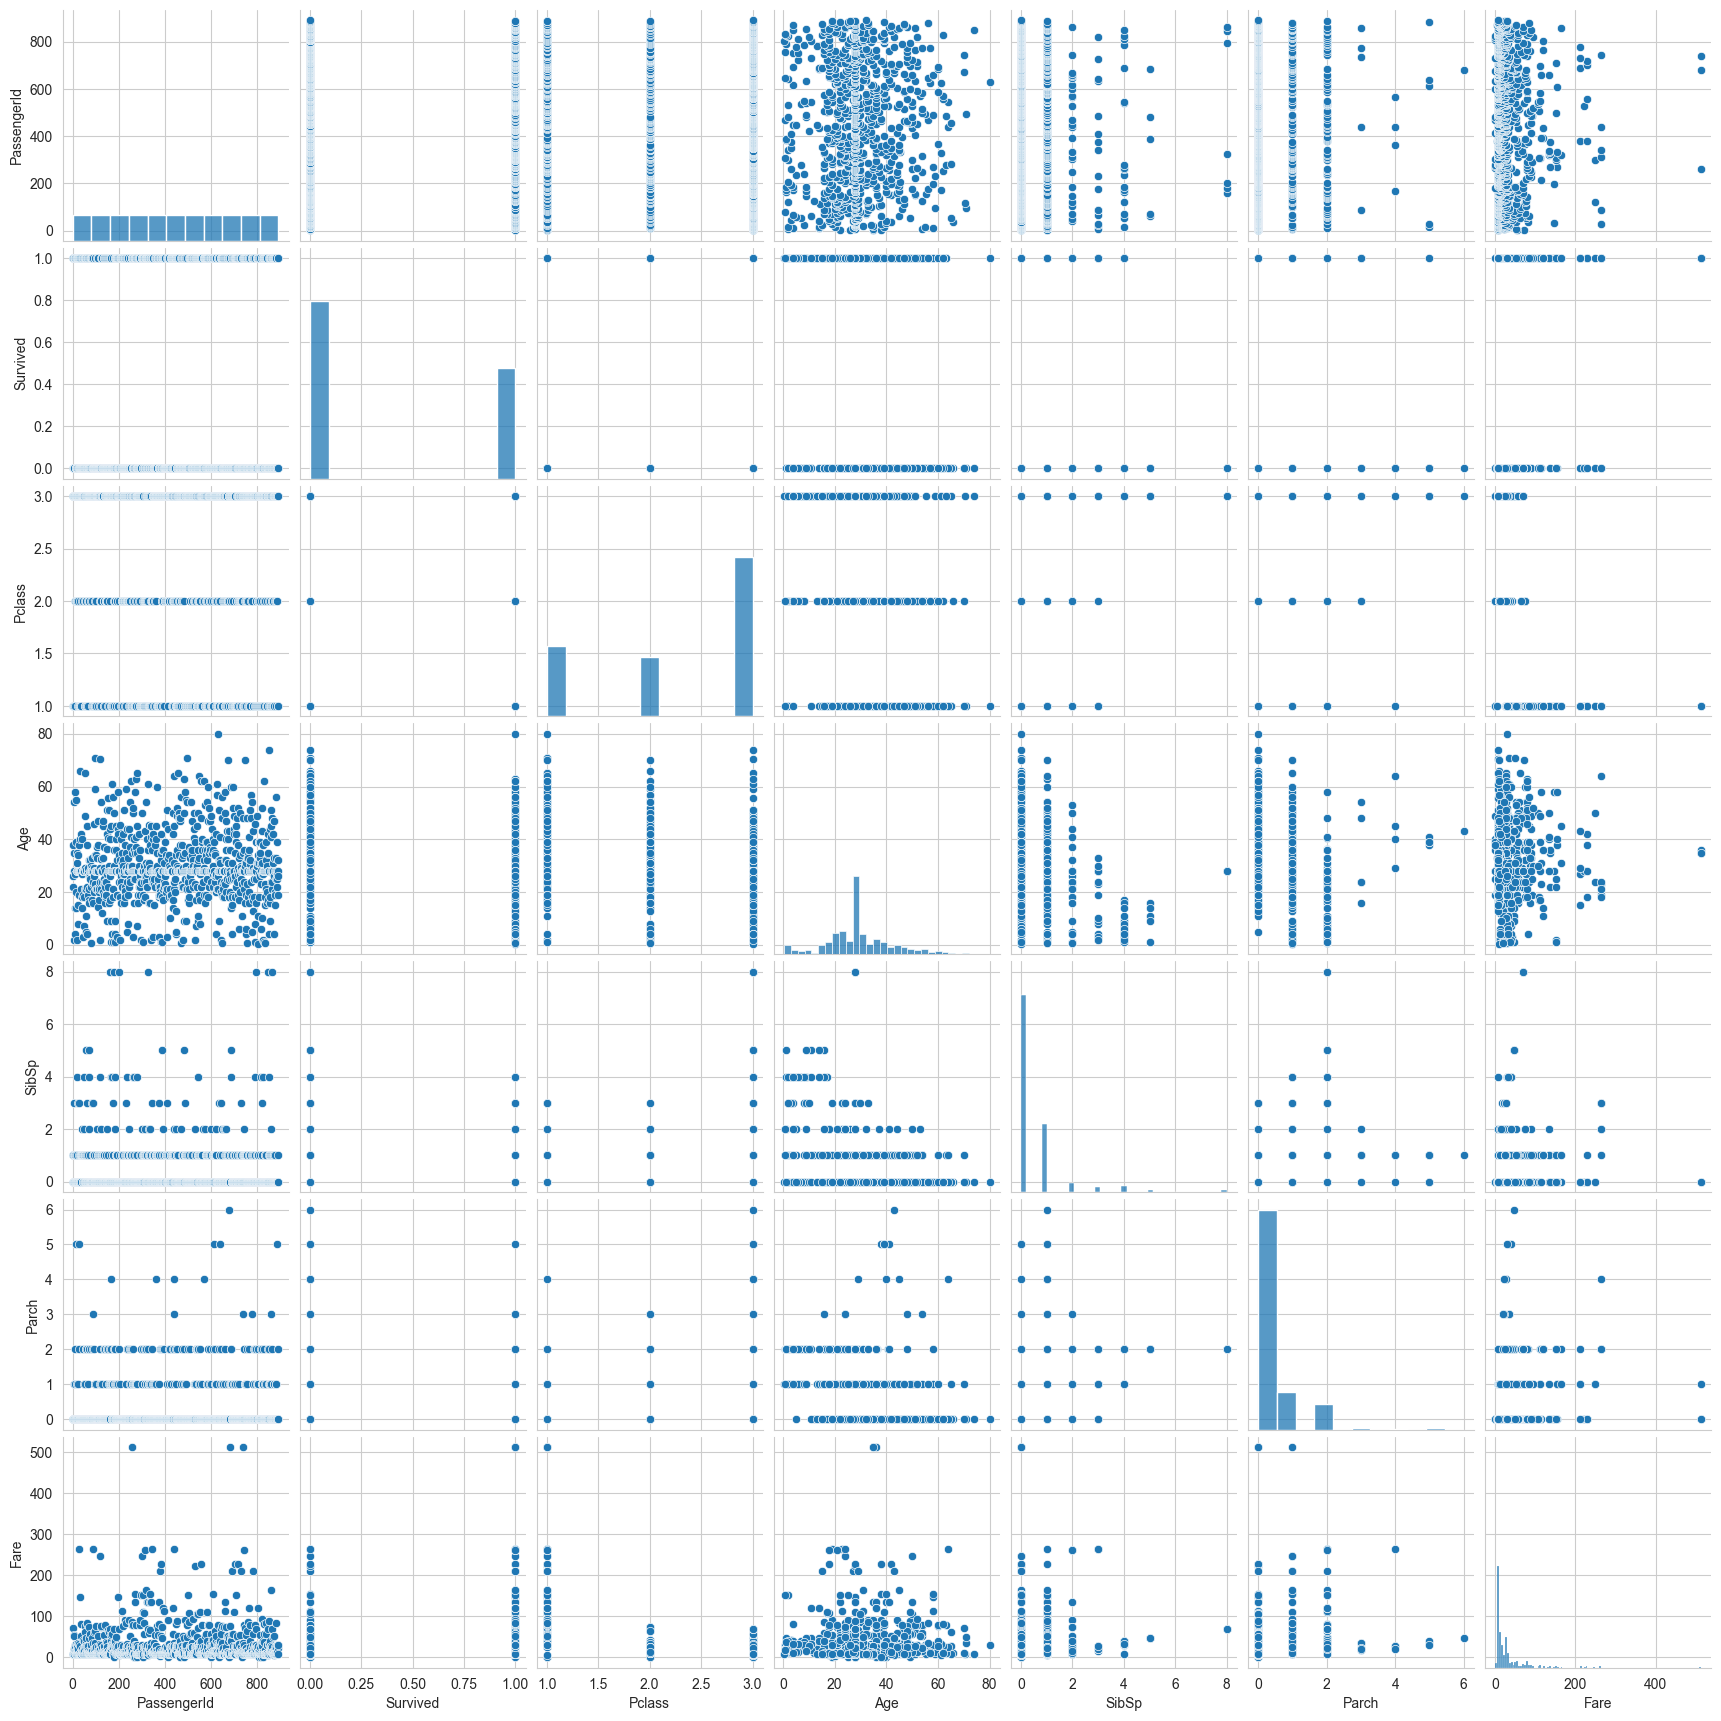 800
600
400
200
0
PassengerId
1.0
0.8
0.6
0.4
0.2
0.0
Survived
3.0
2.5
2.0
1.5
1.0
Pclass
80
60
40
20
0
Age
8
6
4
2
0
SibSp
6
5
4
3
2
1
0
Parch
500
400
300
200
100
0
Fare
0 200 400 600 800
0.00 0.25 0.50 0.75 1.00
1.0 1.5 2.0 2.5 3.0
0 20 40 60 80
0 2 4 6 8
0 2 4 6
0 200 400
PassengerId Survived Pclass Age SibSp Parch Fare